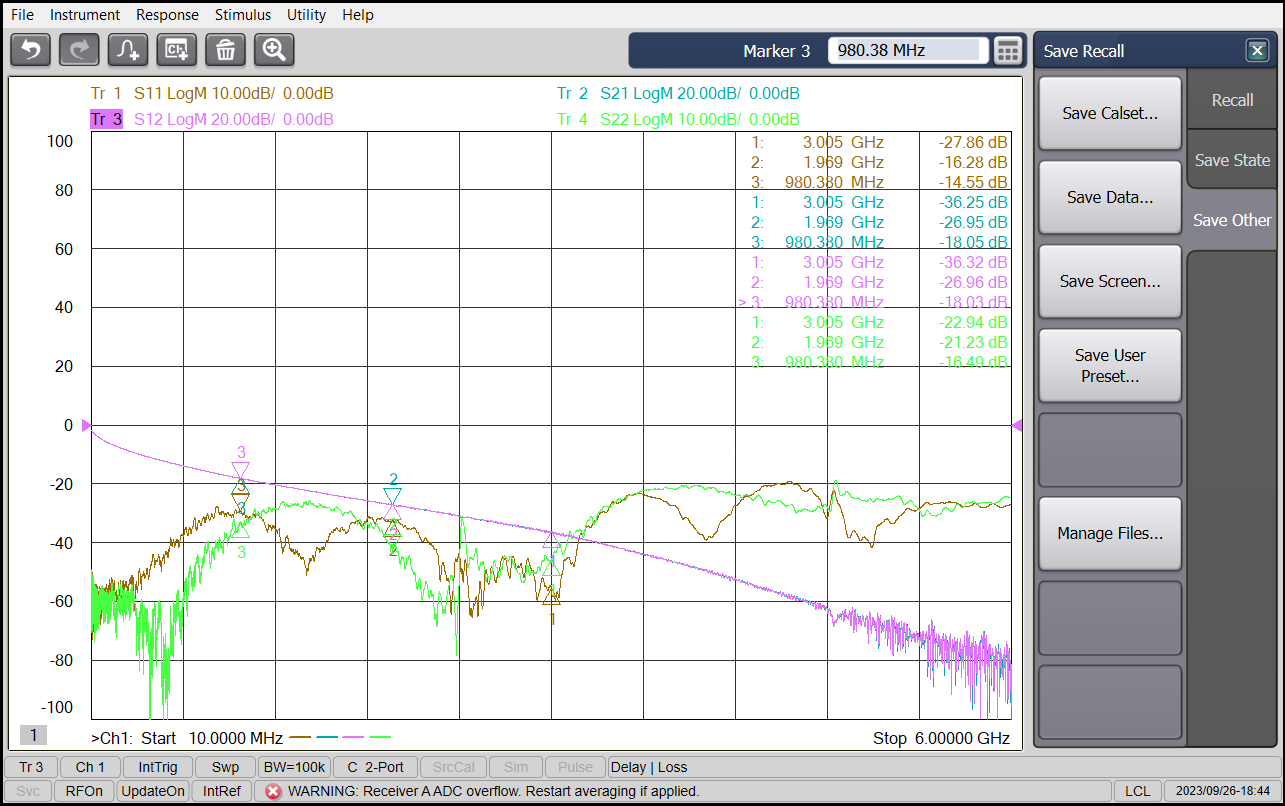 File Instrument Response Stimulus Utility Help
Ch
Marker 3 980.38 MHz
Save Recall
Tr 1 S11 LogM 10.00dB/ 0.00dB
Tr 2 S21 LogM 20.00dB/ 0.00dB
Tr 3 S12 LogM 20.00dB/ 0.00dB
Tr 4 S22 LogM 10.00dB/ 0.00dB
1: 3.005 GHz -27.86 dB
2: 1.969 GHz -16.28 dB
3: 980.380 MHz -14.55 dB
1: 3.005 GHz -36.25 dB
2: 1.969 GHz -26.95 dB
3: 980.380 MHz -18.05 dB
1: 3.005 GHz -36.32 dB
2: 1.969 GHz -26.96 dB
> 3: 980.380 MHz -18.03 dB
1: 3.005 GHz -22.94 dB
2: 1.969 GHz -21.23 dB
3: 980.380 MHz -16.49 dB
100
80
60
40
20
0
-20
-40
-60
-80
-100
3
3
3
3
2
2
1
1
>Ch1: Start 10.0000 MHz
Stop 6.00000 GHz
Save Calset...
Save Data...
Save Screen...
Save User
Preset...
Manage Files...
Recall
Save State
Save Other
Tr 3 Ch 1 IntTrig Swp BW=100k C 2-Port SrcCal Sim Pulse Delay | Loss
Svc RFOn UpdateOn IntRef WARNING: Receiver A ADC overflow. Restart averaging if applied. LCL 2023/09/26-18:44